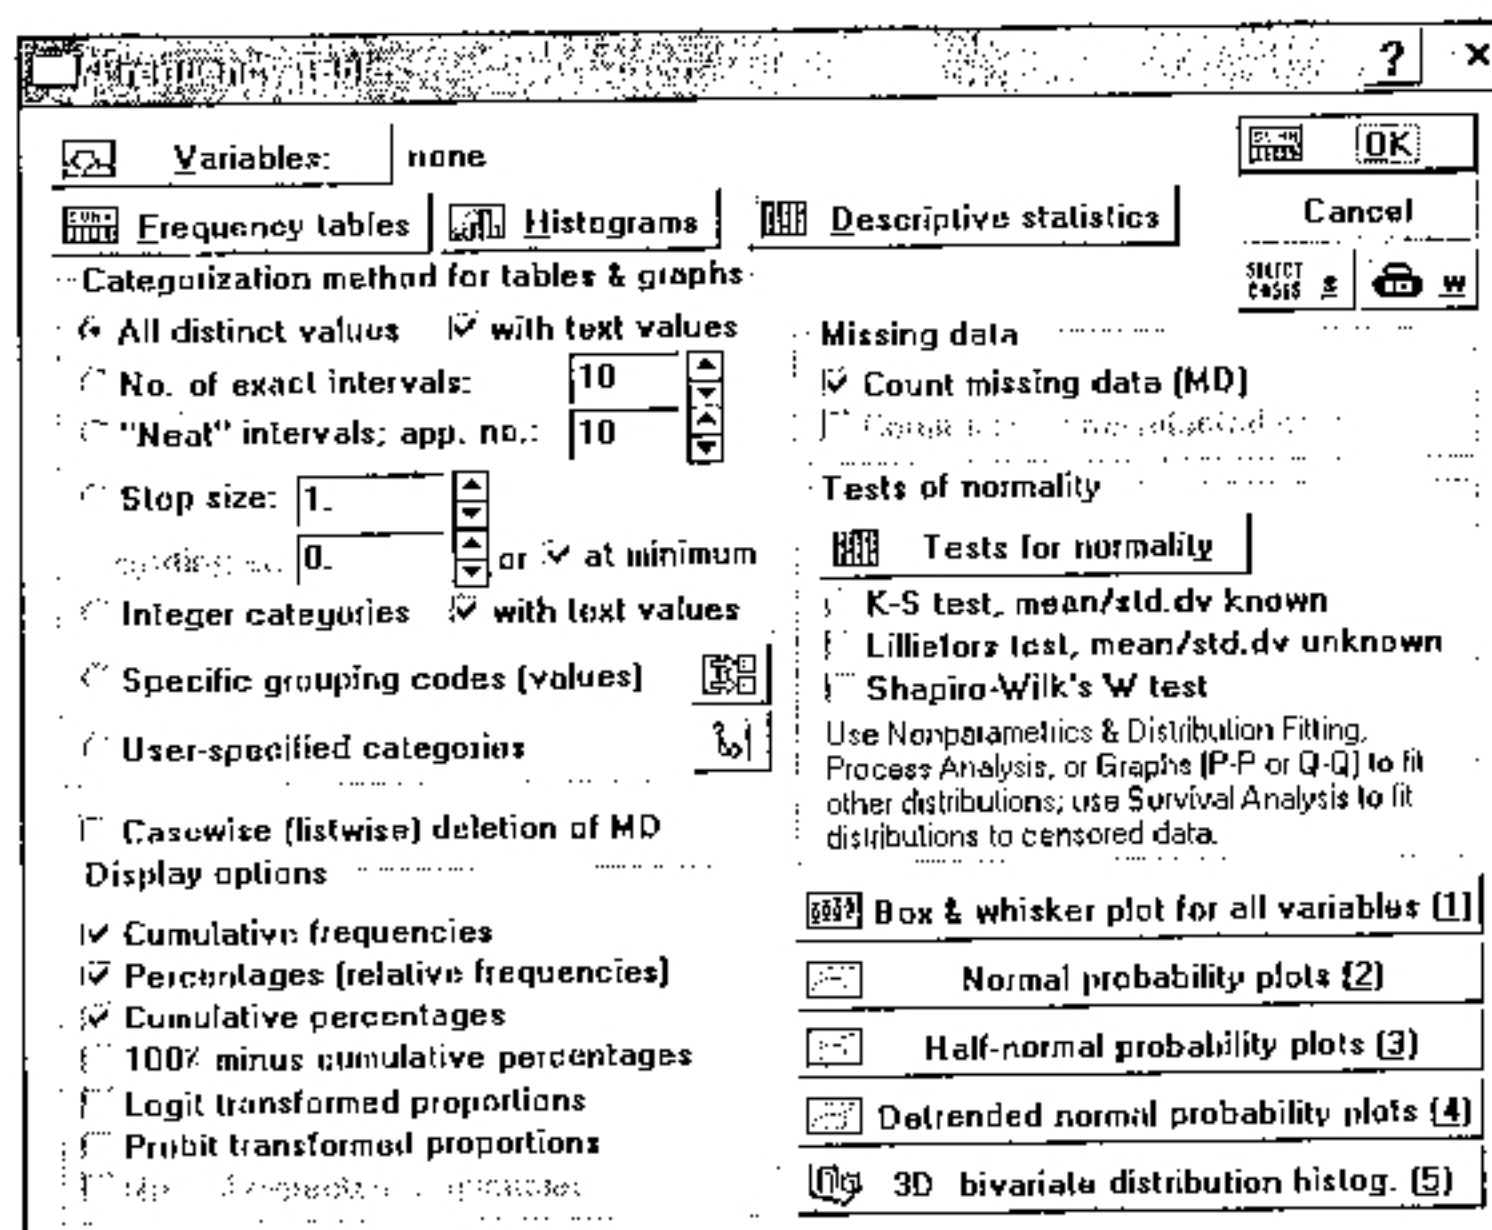 Frequency Tables ? ×
Variables: none OK
Frequency tables Histograms Descriptive statistics Cancel
Categorization method for tables & graphs SELECT CASES s w
All distinct values with text values
No. of exact intervals: 10
"Neat" intervals; app. no.: 10
Step size: 1.
0. or at minimum
Integer categories with text values
Specific grouping codes (values)
User-specified categories
Casewise (listwise) deletion of MD
Display options
Cumulative frequencies
Percentages (relative frequencies)
Cumulative percentages
100% minus cumulative percentages
Logit transformed proportions
Probit transformed proportions
Missing data
Count missing data (MD)
Tests of normality
Tests for normality
K-S test, mean/std.dv known
Lilliefors test, mean/std.dv unknown
Shapiro-Wilk's W test
Use Nonparametrics & Distribution Fitting,
Process Analysis, or Graphs (P-P or Q-Q) to fit
other distributions; use Survival Analysis to fit
distributions to censored data.
Box & whisker plot for all variables (1)
Normal probability plots (2)
Half-normal probability plots (3)
Detrended normal probability plots (4)
3D bivariate distribution histog. (5)